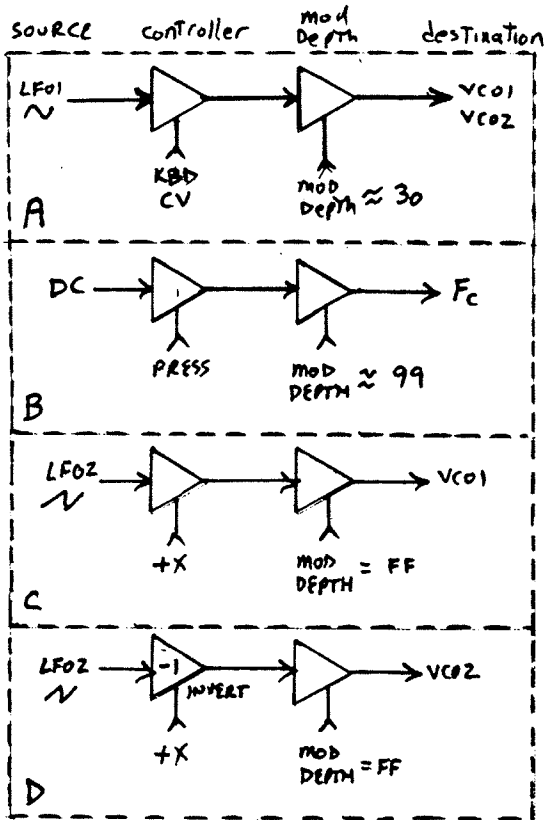 SOURCE controller mod Depth destination
LFO1 VCO1
VCO2
KBD CV
mod Depth ≈ 30
A
DC Fc
PRESS
MOD DEPTH ≈ 99
B
LFO2 VCO1
+X
MOD DEPTH = FF
C
LFO2 -1 INVERT VCO2
+X
MOD DEPTH = FF
D